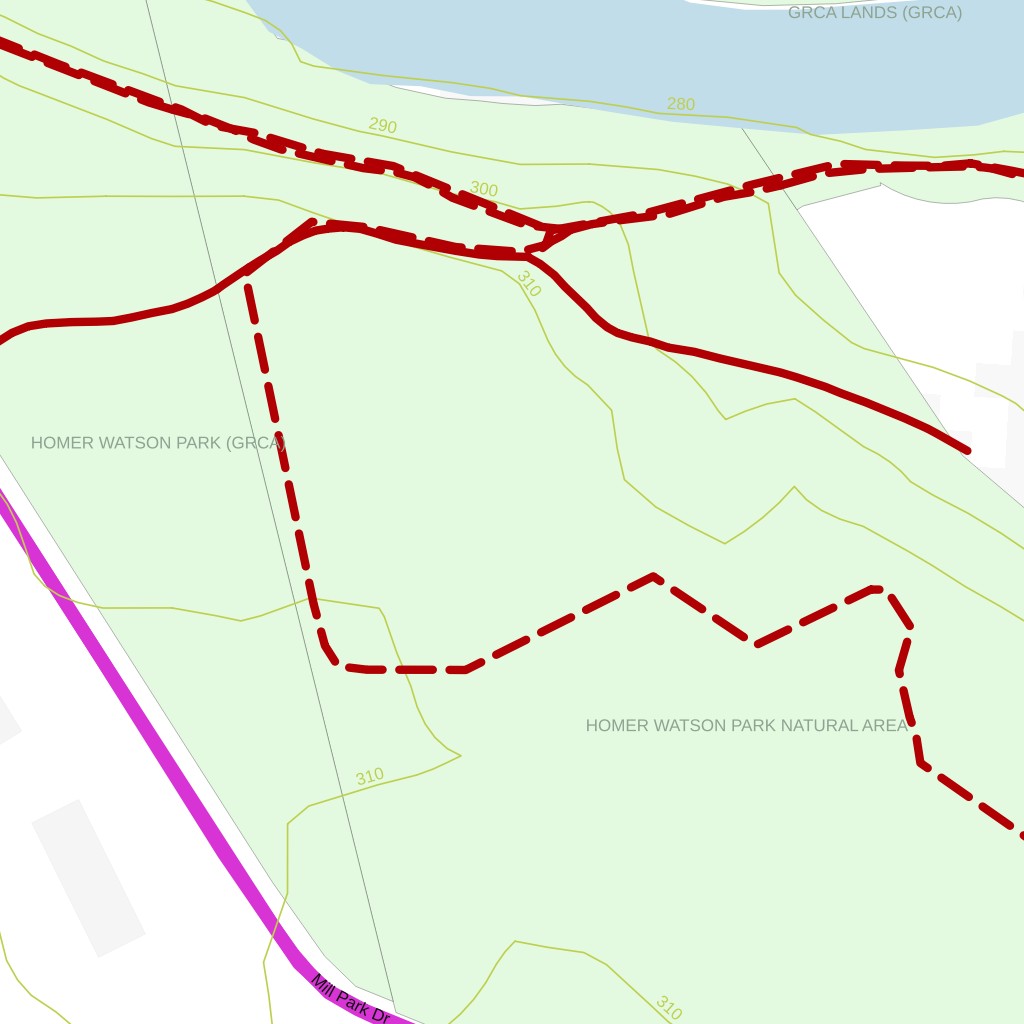 GRCA LANDS (GRCA)
280
290
300
310
HOMER WATSON PARK (GRCA)
HOMER WATSON PARK NATURAL AREA
310
Mill Park Dr
310